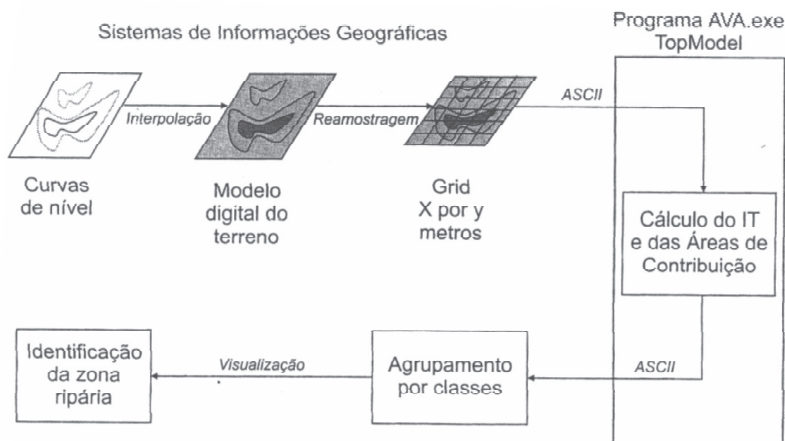 Sistemas de Informações Geográficas
Programa AVA.exe
TopModel
Interpolação
Reamostragem
ASCII
Curvas
de nível
Modelo
digital do
terreno
Grid
X por y
metros
Cálculo do IT
e das Áreas de
Contribuição
ASCII
Agrupamento
por classes
Visualização
Identificação
da zona
ripária